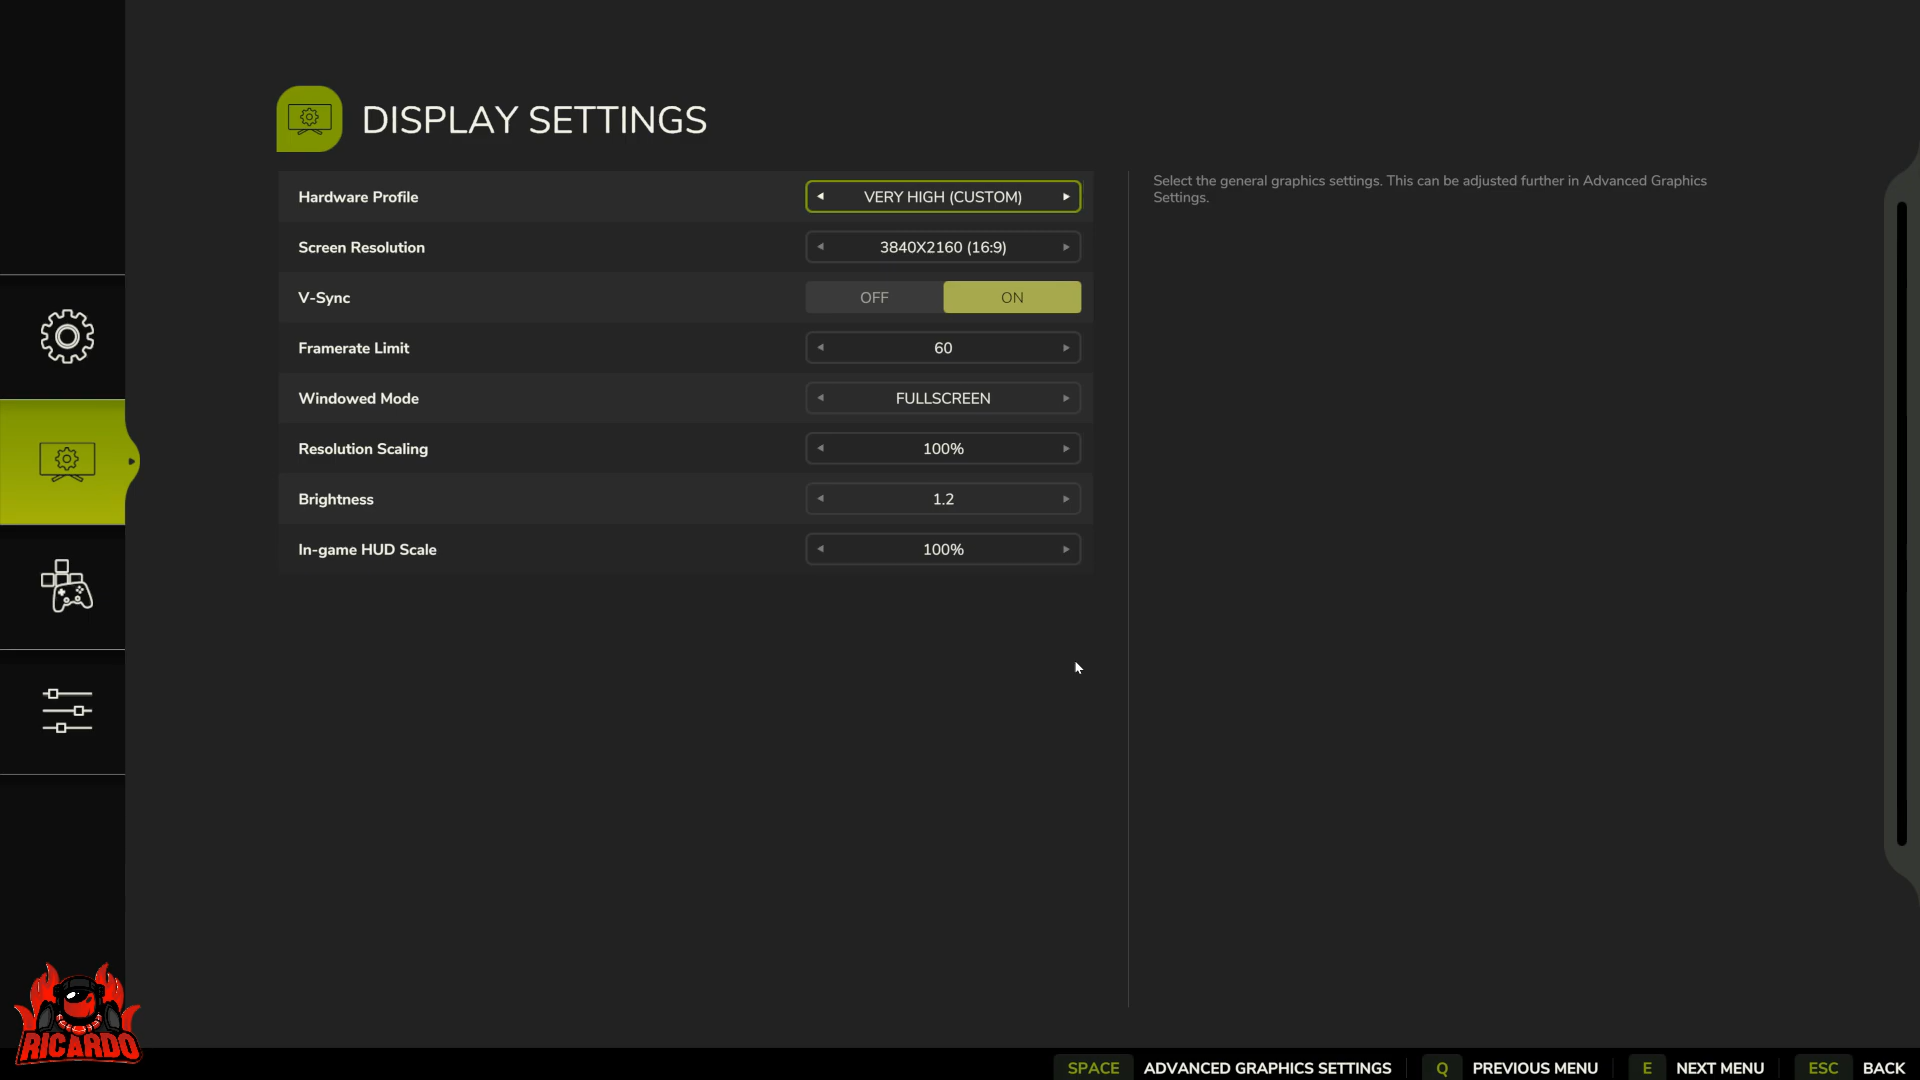 DISPLAY SETTINGS
Hardware Profile VERY HIGH (CUSTOM)
Select the general graphics settings. This can be adjusted further in Advanced Graphics
Settings.
Screen Resolution 3840X2160 (16:9)
V-Sync OFF ON
Framerate Limit 60
Windowed Mode FULLSCREEN
Resolution Scaling 100%
Brightness 1.2
In-game HUD Scale 100%
RICARDO
SPACE ADVANCED GRAPHICS SETTINGS Q PREVIOUS MENU E NEXT MENU ESC BACK